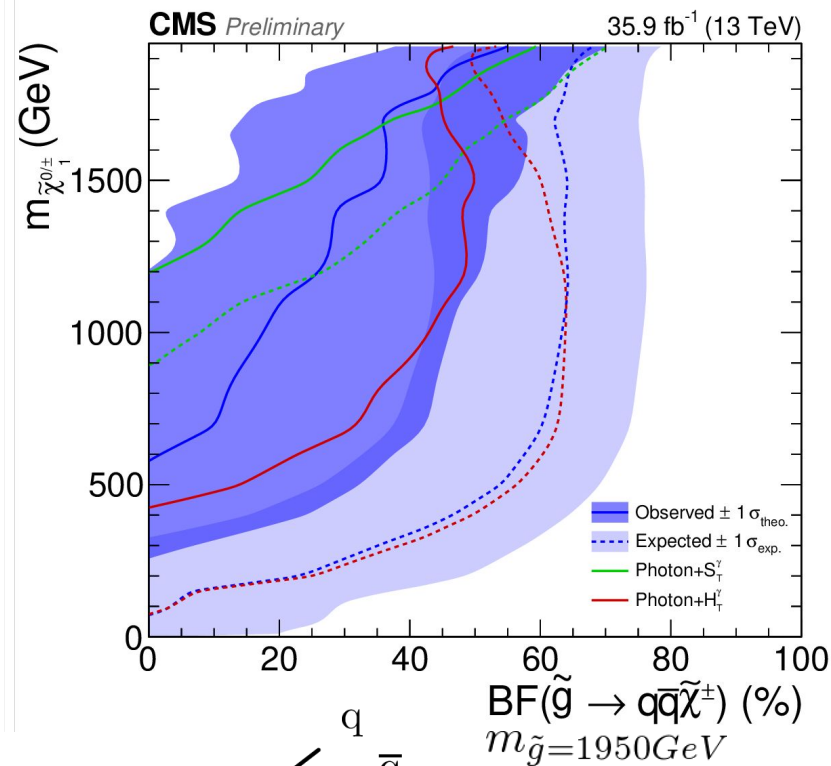 CMS Preliminary 35.9 fb⁻¹ (13 TeV)
m_χ̃₁^0/± (GeV)
1500
1000
500
0
Observed ± 1 σ_theo.
Expected ± 1 σ_exp.
Photon+S_T^γ
Photon+H_T^γ
0 20 40 60 80 100
BF(g̃ → qq̅χ̃^±) (%)
m_g̃=1950GeV
q
q̅